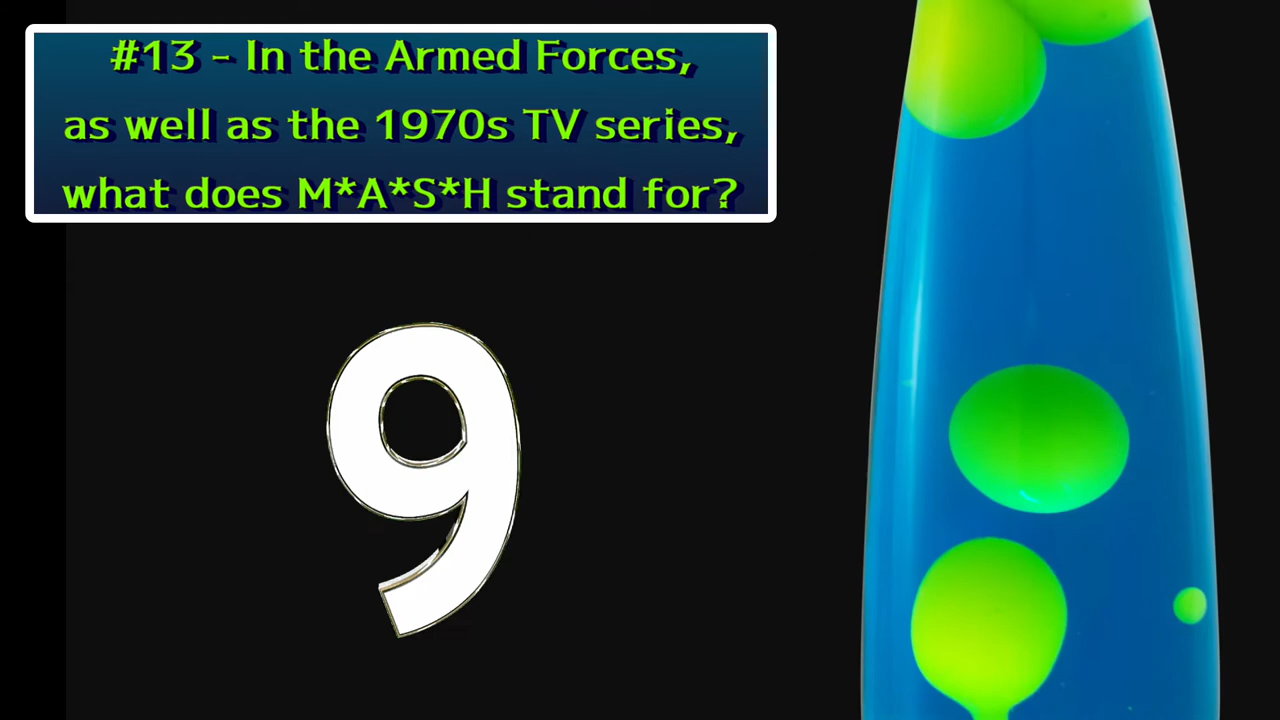 #13 - In the Armed Forces,
as well as the 1970s TV series,
what does M*A*S*H stand for?
9